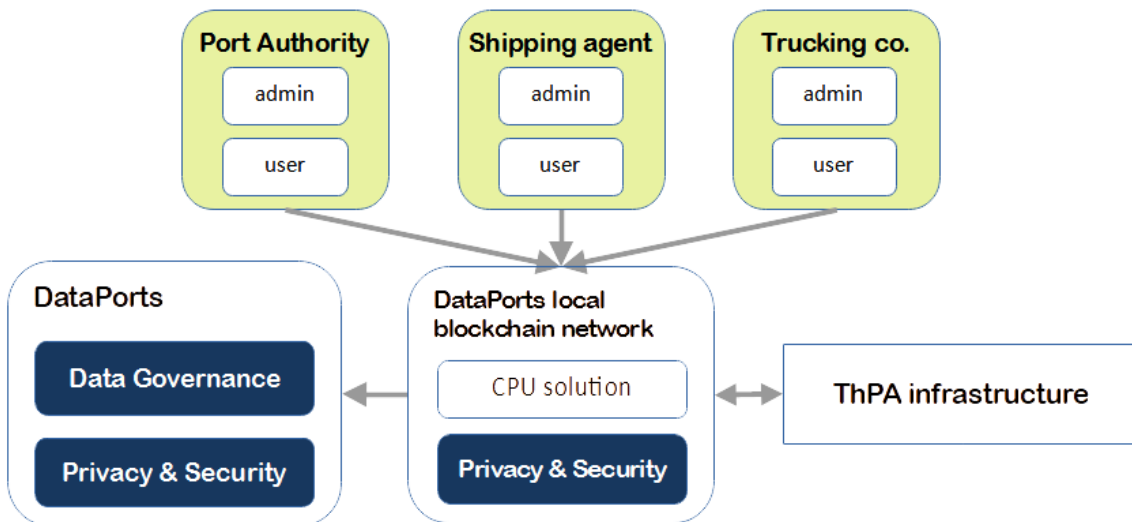 Port Authority
admin
user
Shipping agent
admin
user
Trucking co.
admin
user
DataPorts
Data Governance
Privacy & Security
DataPorts local
blockchain network
CPU solution
Privacy & Security
ThPA infrastructure